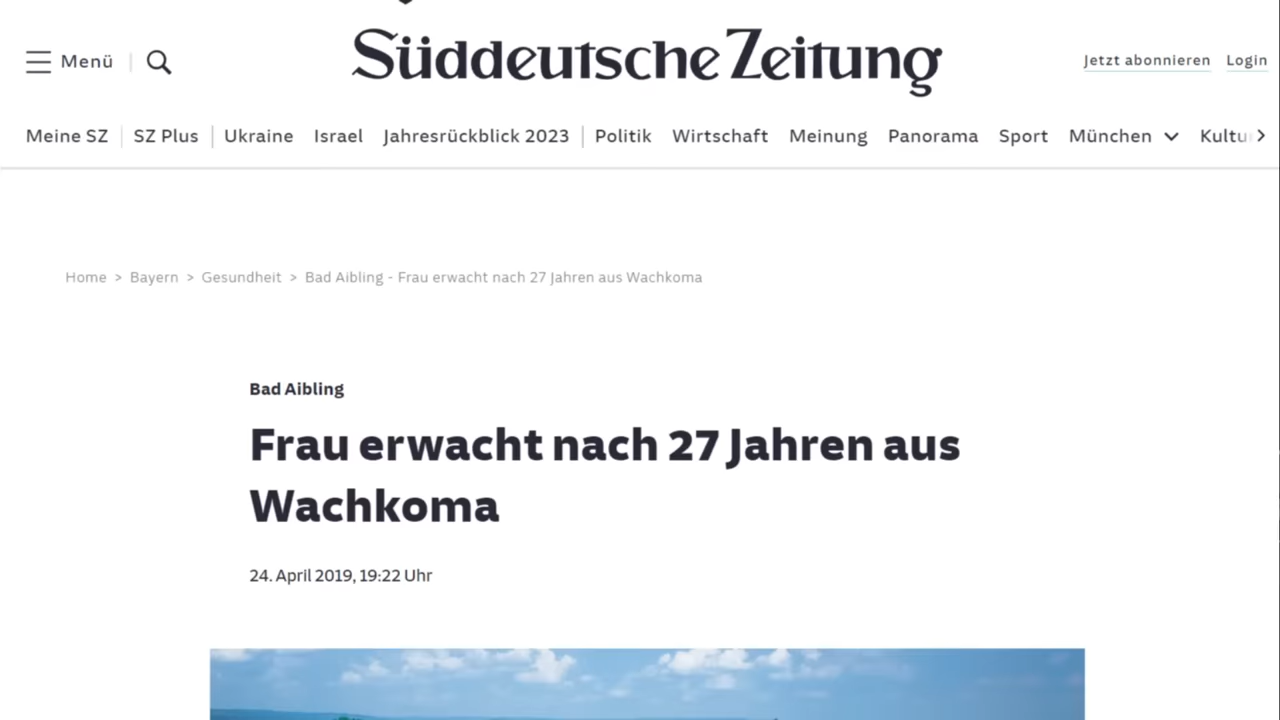 Menü
Süddeutsche Zeitung
Jetzt abonnieren Login
Meine SZ SZ Plus Ukraine Israel Jahresrückblick 2023 Politik Wirtschaft Meinung Panorama Sport München Kultu
Home > Bayern > Gesundheit > Bad Aibling - Frau erwacht nach 27 Jahren aus Wachkoma
Bad Aibling
Frau erwacht nach 27 Jahren aus
Wachkoma
24. April 2019, 19:22 Uhr